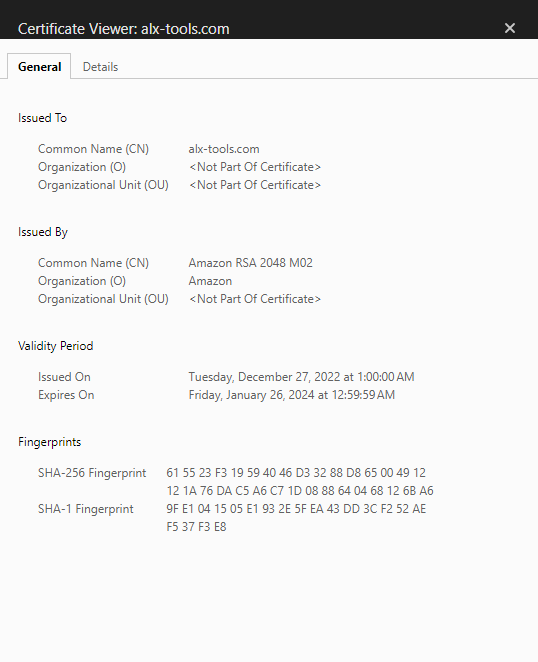 Certificate Viewer: alx-tools.com
General Details
Issued To
Common Name (CN) alx-tools.com
Organization (O) <Not Part Of Certificate>
Organizational Unit (OU) <Not Part Of Certificate>
Issued By
Common Name (CN) Amazon RSA 2048 M02
Organization (O) Amazon
Organizational Unit (OU) <Not Part Of Certificate>
Validity Period
Issued On Tuesday, December 27, 2022 at 1:00:00 AM
Expires On Friday, January 26, 2024 at 12:59:59 AM
Fingerprints
SHA-256 Fingerprint 61 55 23 F3 19 59 40 46 D3 32 88 D8 65 00 49 12
12 1A 76 DA C5 A6 C7 1D 08 88 64 04 68 12 6B A6
SHA-1 Fingerprint 9F E1 04 15 05 E1 93 2E 5F EA 43 DD 3C F2 52 AE
F5 37 F3 E8